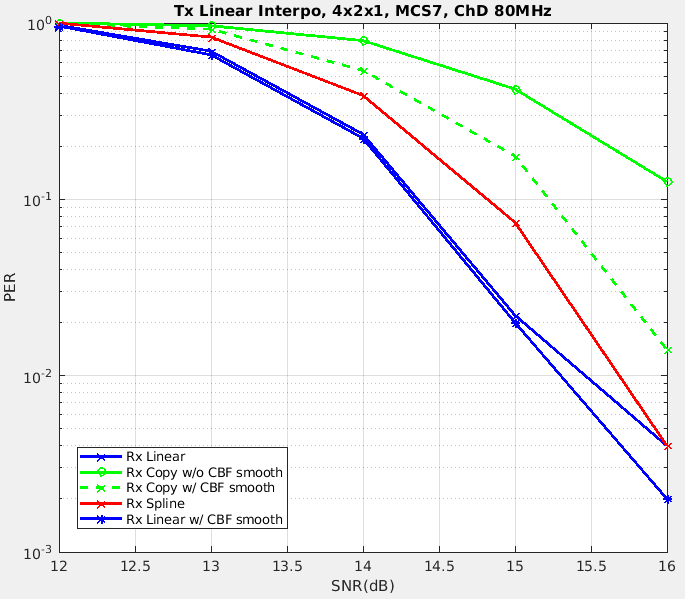 Tx Linear Interpo, 4x2x1, MCS7, ChD 80MHz
10^0
10^-1
10^-2
10^-3
PER
Rx Linear
Rx Copy w/o CBF smooth
Rx Copy w/ CBF smooth
Rx Spline
Rx Linear w/ CBF smooth
12 12.5 13 13.5 14 14.5 15 15.5 16
SNR(dB)